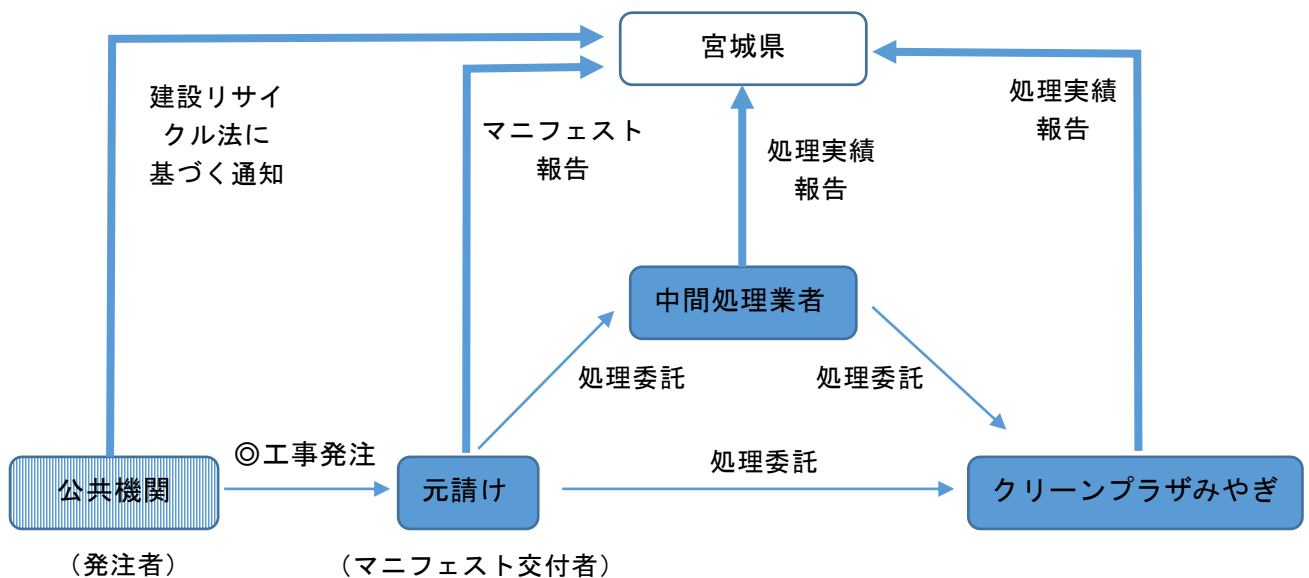 宮城県
建設リサイ
クル法に
基づく通知
マニフェスト
報告
処理実績
報告
処理実績
報告
中間処理業者
処理委託
処理委託
◎工事発注
処理委託
公共機関
元請け
クリーンプラザみやぎ
（発注者）
（マニフェスト交付者）